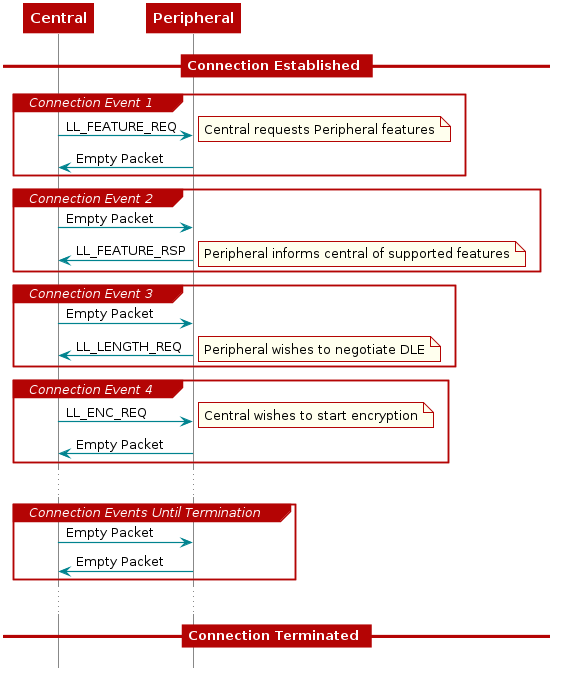 Central Peripheral
Connection Established
Connection Event 1
LL_FEATURE_REQ Central requests Peripheral features
Empty Packet
Connection Event 2
Empty Packet
LL_FEATURE_RSP Peripheral informs central of supported features
Connection Event 3
Empty Packet
LL_LENGTH_REQ Peripheral wishes to negotiate DLE
Connection Event 4
LL_ENC_REQ Central wishes to start encryption
Empty Packet
Connection Events Until Termination
Empty Packet
Empty Packet
Connection Terminated